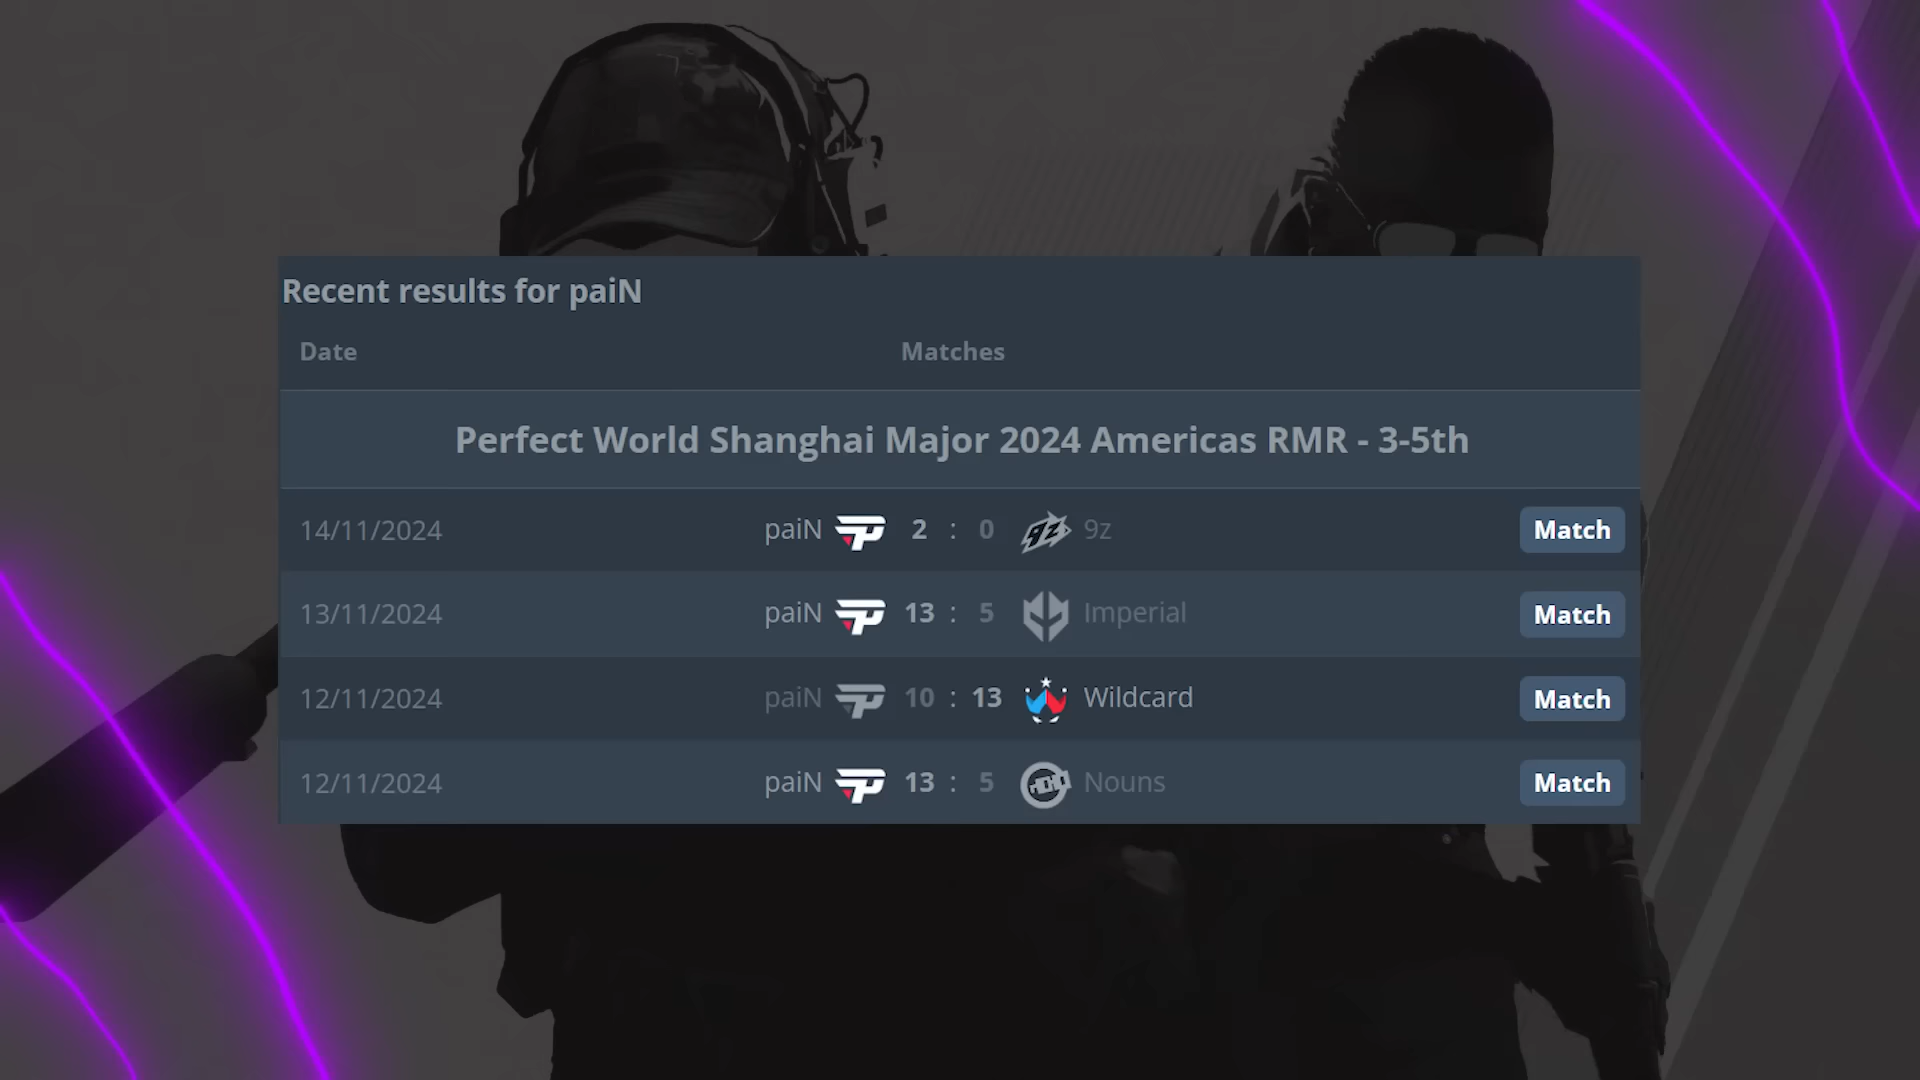 Recent results for paiN
Date Matches
Perfect World Shanghai Major 2024 Americas RMR - 3-5th
14/11/2024 paiN 2 : 0 9z 9z Match
13/11/2024 paiN 13 : 5 Imperial Match
12/11/2024 paiN 10 : 13 Wildcard Match
12/11/2024 paiN 13 : 5 Nouns Match